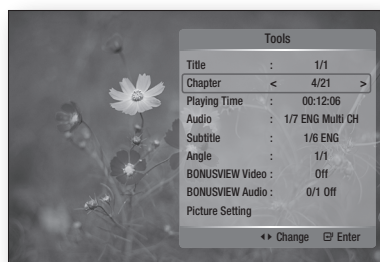 Tools
Title : 1/1
Chapter < 4/21 >
Playing Time : 00:12:06
Audio : 1/7 ENG Multi CH
Subtitle : 1/6 ENG
Angle : 1/1
BONUSVIEW Video : Off
BONUSVIEW Audio : 0/1 Off
Picture Setting
◂▸ Change Enter